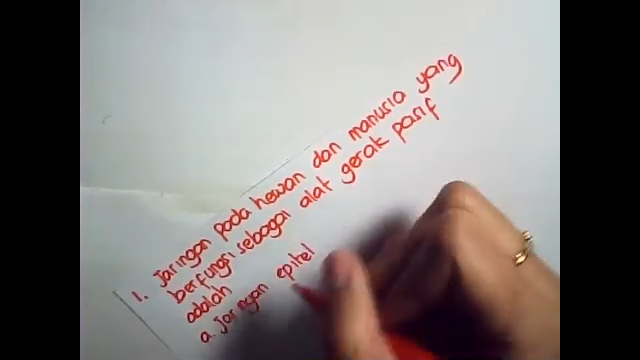 1. Jaringan pada hewan dan manusia yang
berfungsi sebagai alat gerak pasif
adalah
a. Jaringan epitel